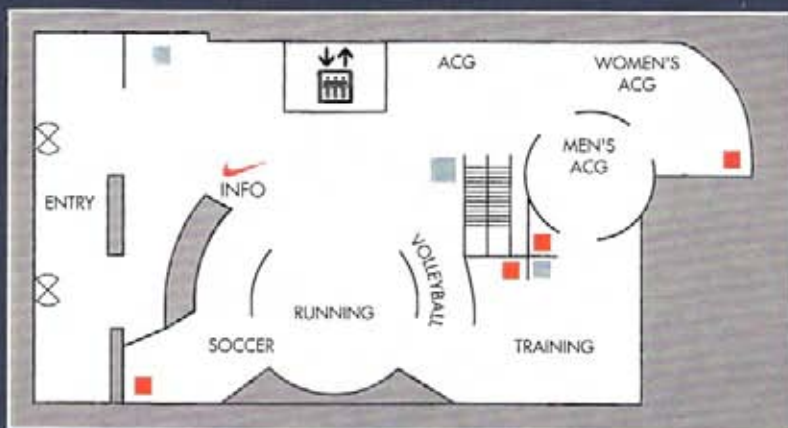 ACG
WOMEN'S
ACG
MEN'S
ACG
INFO
ENTRY
VOLLEYBALL
RUNNING
SOCCER
TRAINING